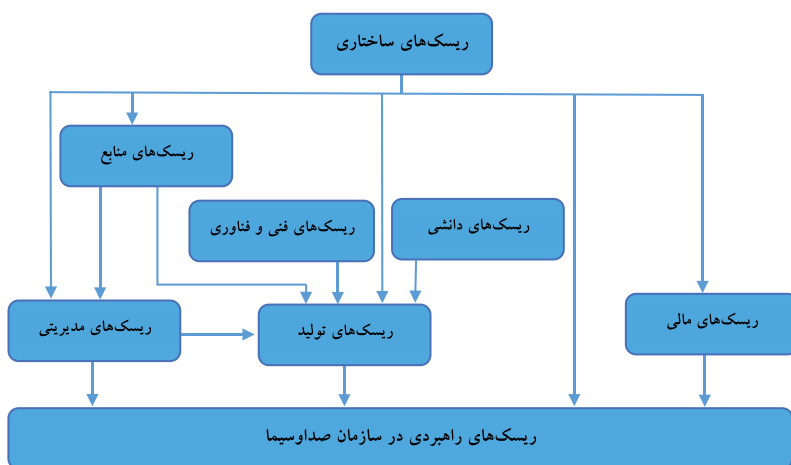 ریسک‌های ساختاری
ریسک‌های منابع
ریسک‌های دانشی
ریسک‌های فنی و فناوری
ریسک‌های مالی
ریسک‌های تولید
ریسک‌های مدیریتی
ریسک‌های راهبردی در سازمان صداوسیما